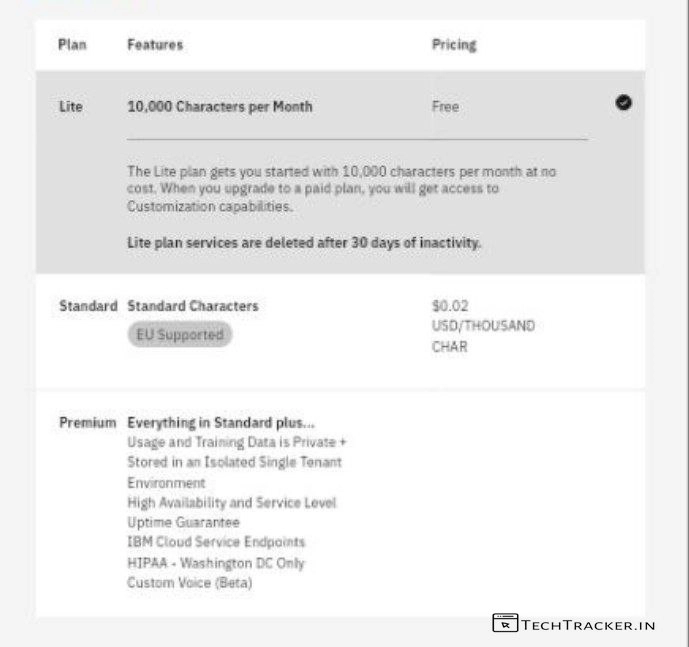 Plan Features Pricing
Lite 10,000 Characters per Month Free
The Lite plan gets you started with 10,000 characters per month at no
cost. When you upgrade to a paid plan, you will get access to
Customization capabilities.
Lite plan services are deleted after 30 days of inactivity.
Standard Standard Characters $0.02
EU Supported USD/THOUSAND
CHAR
Premium Everything in Standard plus...
Usage and Training Data is Private +
Stored in an Isolated Single Tenant
Environment
High Availability and Service Level
Uptime Guarantee
IBM Cloud Service Endpoints
HIPAA - Washington DC Only
Custom Voice (Beta)
TECHTRACKER.IN